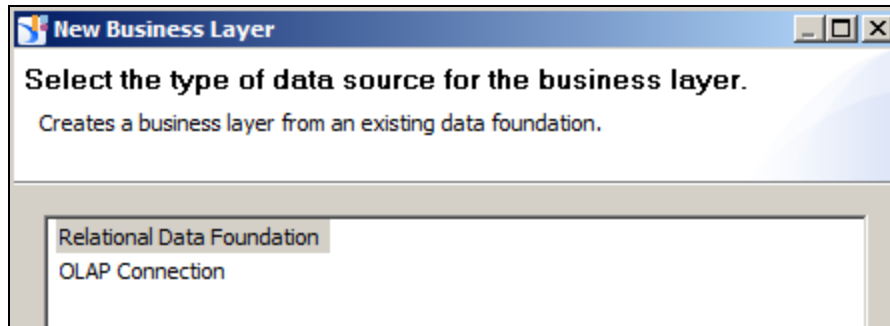 New Business Layer
Select the type of data source for the business layer.
Creates a business layer from an existing data foundation.
Relational Data Foundation
OLAP Connection